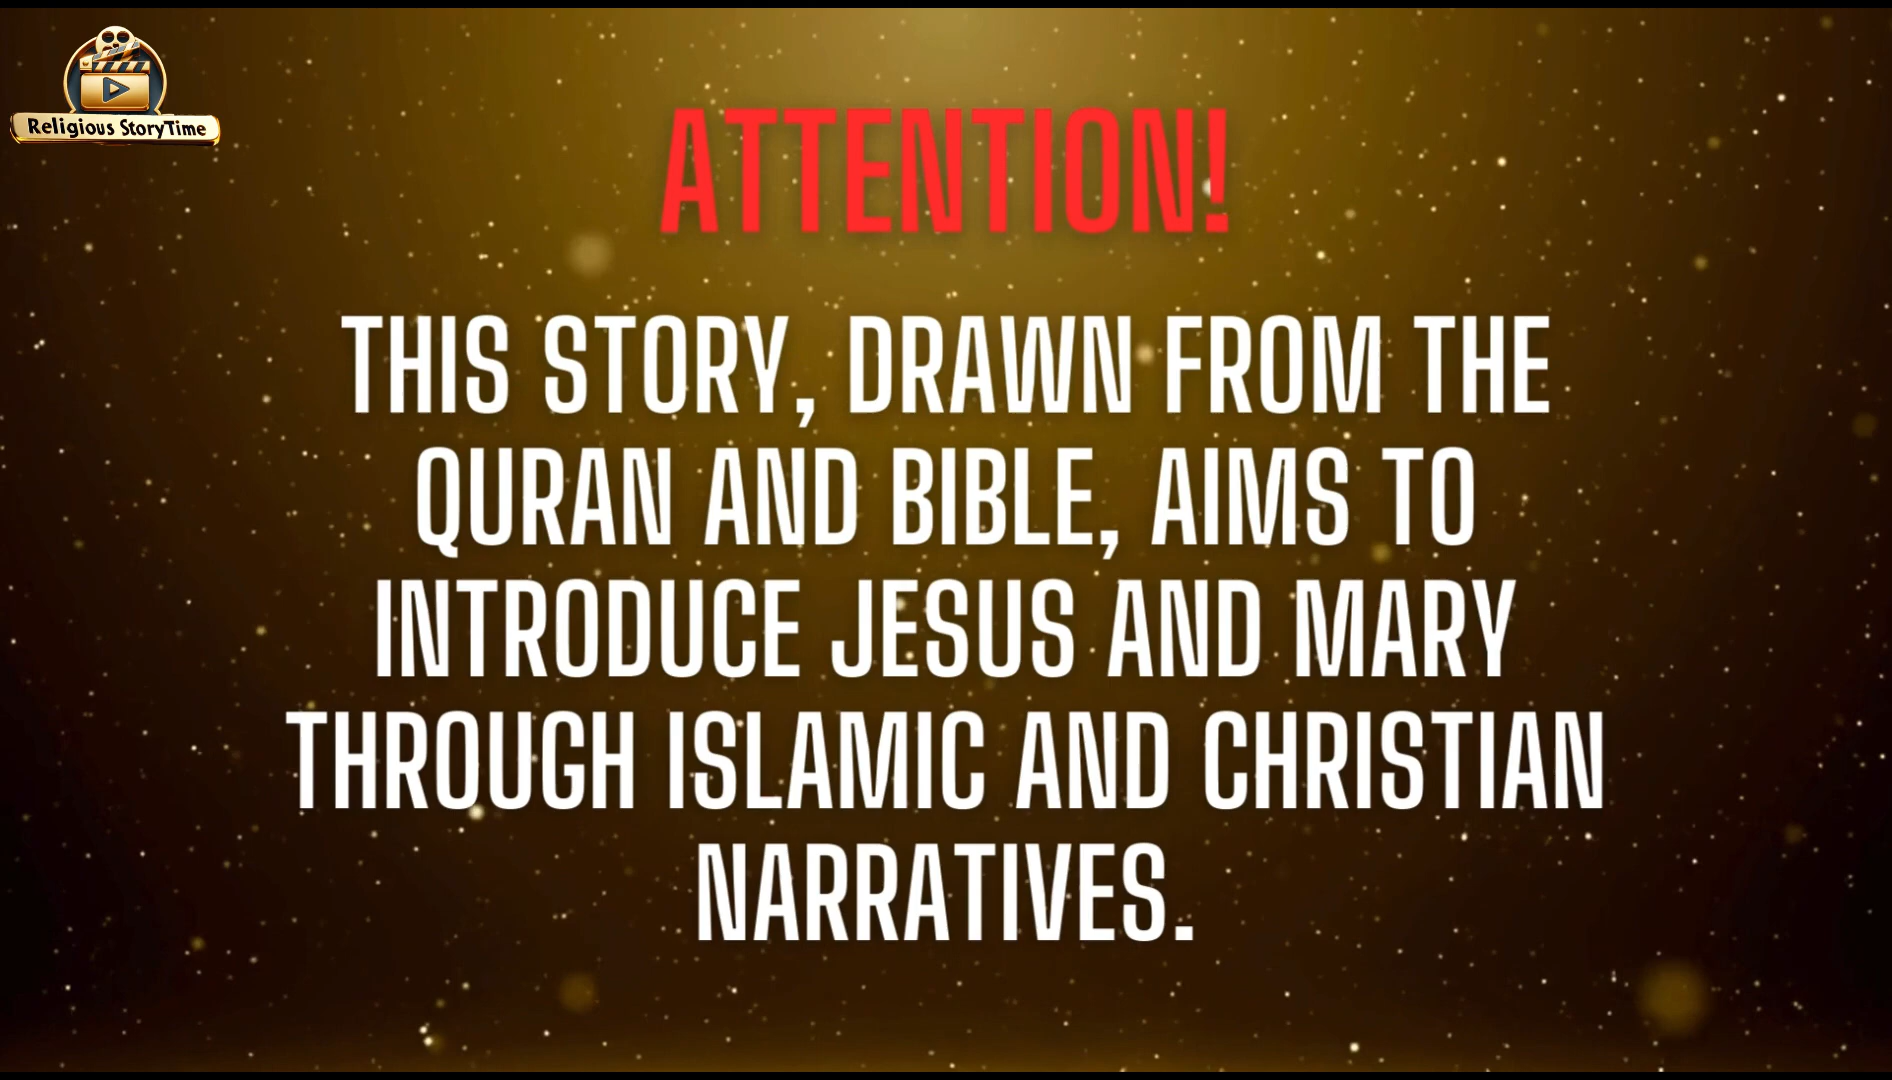 Religious StoryTime
ATTENTION!
THIS STORY, DRAWN FROM THE
QURAN AND BIBLE, AIMS TO
INTRODUCE JESUS AND MARY
THROUGH ISLAMIC AND CHRISTIAN
NARRATIVES.